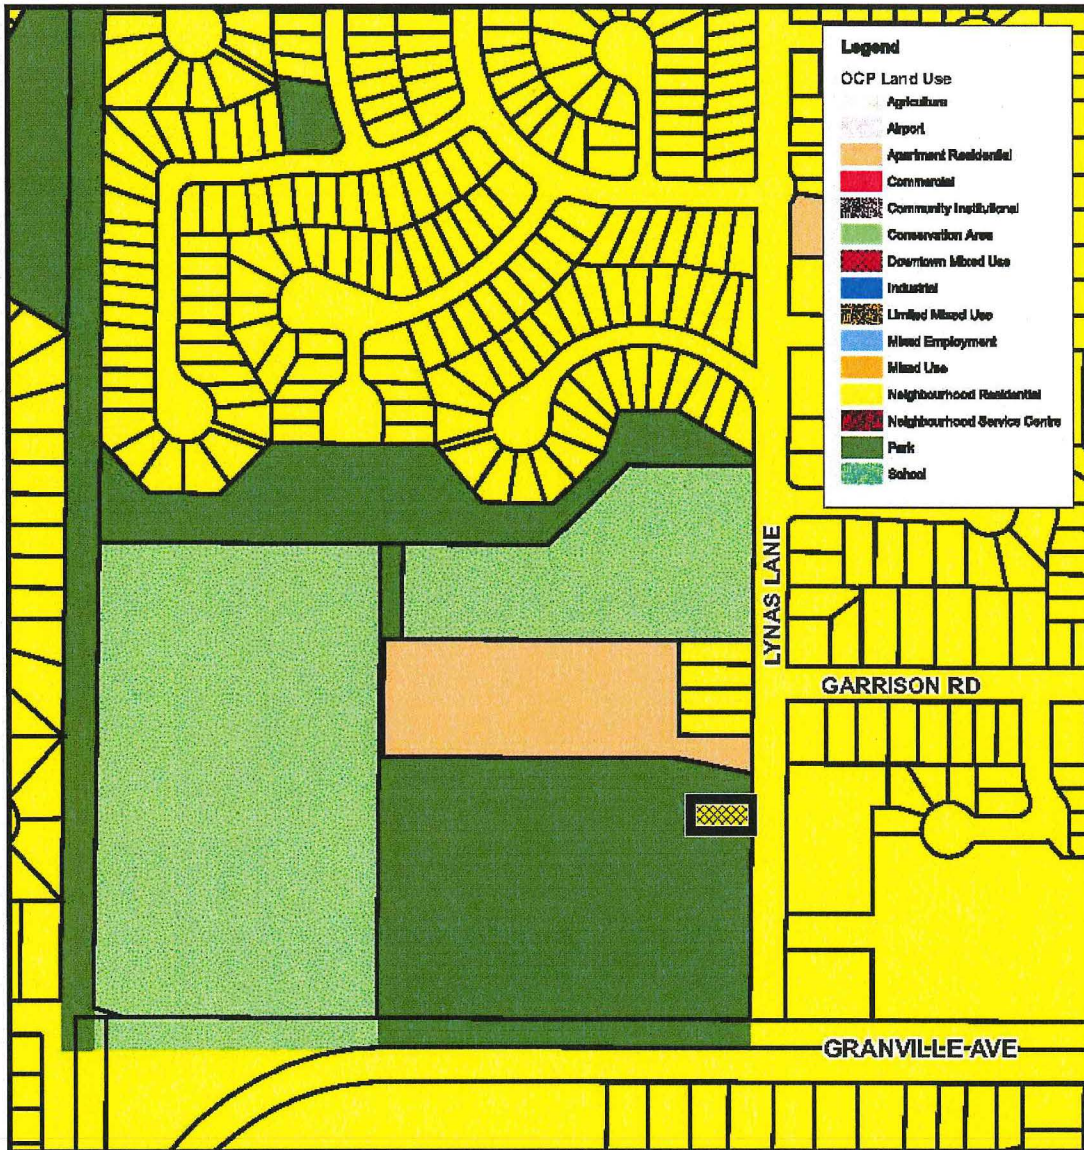 Legend
OCP Land Use
Agriculture
Airport
Apartment Residential
Commercial
Community Institutional
Conservation Area
Downtown Mixed Use
Industrial
Limited Mixed Use
Mixed Employment
Mixed Use
Neighbourhood Residential
Neighbourhood Service Centre
Park
School
LYNAS LANE
GARRISON RD
GRANVILLE AVE